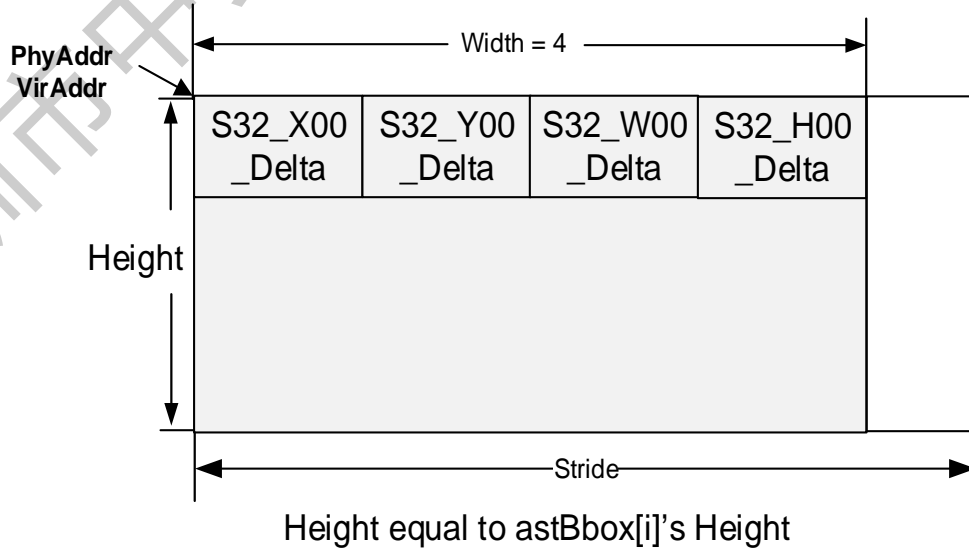 Width = 4
PhyAddr
VirAddr
S32_X00
_Delta
S32_Y00
_Delta
S32_W00
_Delta
S32_H00
_Delta
Height
Stride
Height equal to astBbox[i]'s Height